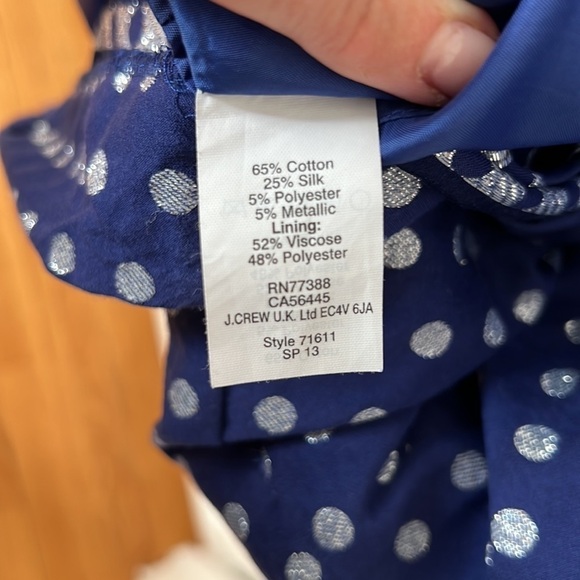 65% Cotton
25% Silk
5% Polyester
5% Metallic
Lining:
52% Viscose
48% Polyester
RN77388
CA56445
J.CREW U.K. Ltd EC4V 6JA
Style 71611
SP 13